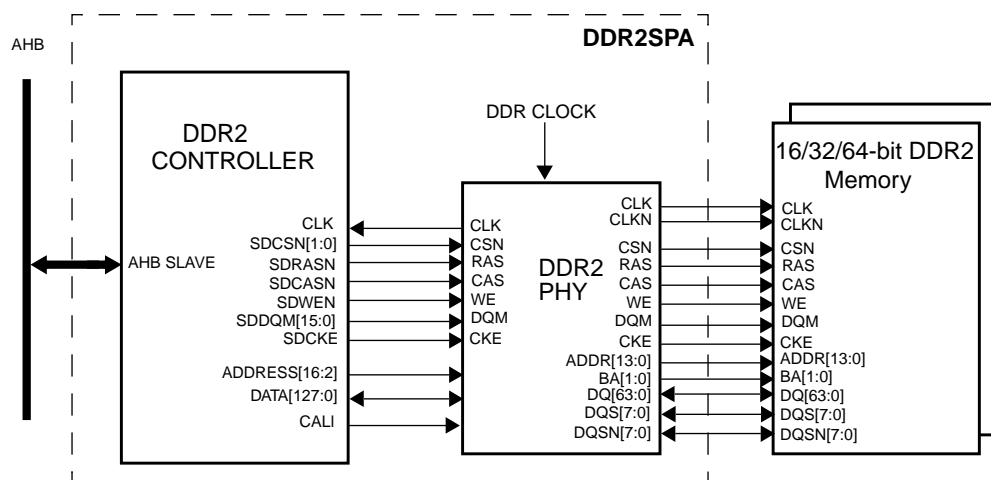 AHB
DDR2SPA
DDR2
CONTROLLER
AHB SLAVE
CLK
SDCSN[1:0]
SDRASN
SDCASN
SDWEN
SDDQM[15:0]
SDCKE
ADDRESS[16:2]
DATA[127:0]
CALI
DDR CLOCK
CLK
CSN
RAS
CAS
WE
DQM
CKE
DDR2
PHY
CLK
CLKN
CSN
RAS
CAS
WE
DQM
CKE
ADDR[13:0]
BA[1:0]
DQ[63:0]
DQS[7:0]
DQSN[7:0]
16/32/64-bit DDR2
Memory
CLK
CLKN
CSN
RAS
CAS
WE
DQM
CKE
ADDR[13:0]
BA[1:0]
DQ[63:0]
DQS[7:0]
DQSN[7:0]